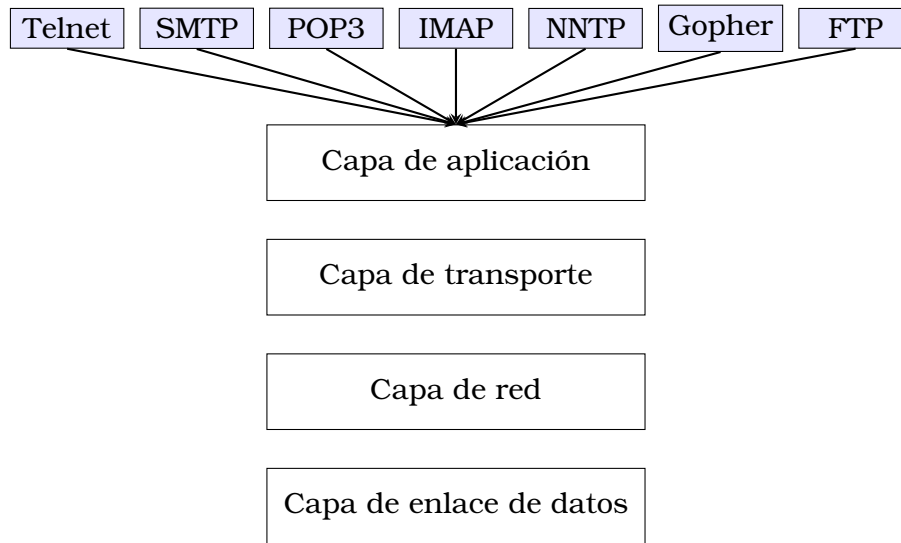 Telnet SMTP POP3 IMAP NNTP Gopher FTP
Capa de aplicación
Capa de transporte
Capa de red
Capa de enlace de datos